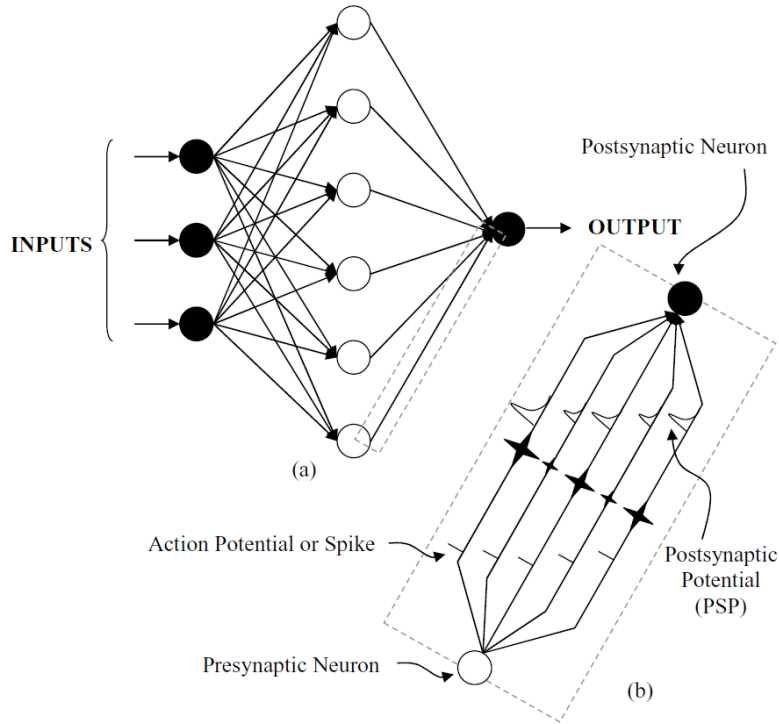 Postsynaptic Neuron
INPUTS
OUTPUT
(a)
Action Potential or Spike
Postsynaptic
Potential
(PSP)
Presynaptic Neuron
(b)